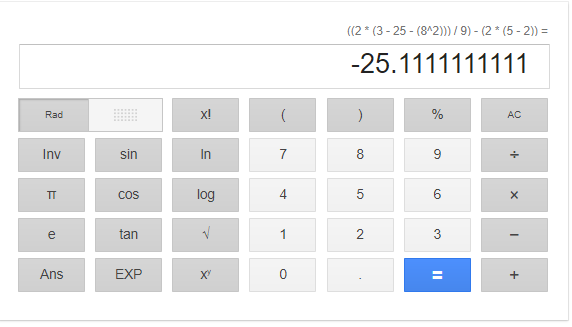 ((2 * (3 - 25 - (8^2))) / 9) - (2 * (5 - 2)) =
-25.1111111111
Rad x! ( ) % AC
Inv sin ln 7 8 9 ÷
π cos log 4 5 6 ×
e tan √ 1 2 3 −
Ans EXP xʸ 0 . = +